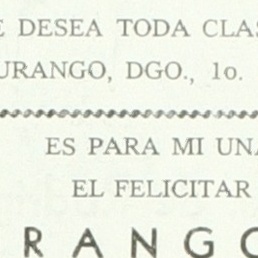 E DESEA TODA CLAS
URANGO, DGO., 1o.
ES PARA MI UNA
EL FELICITAR
RANGO